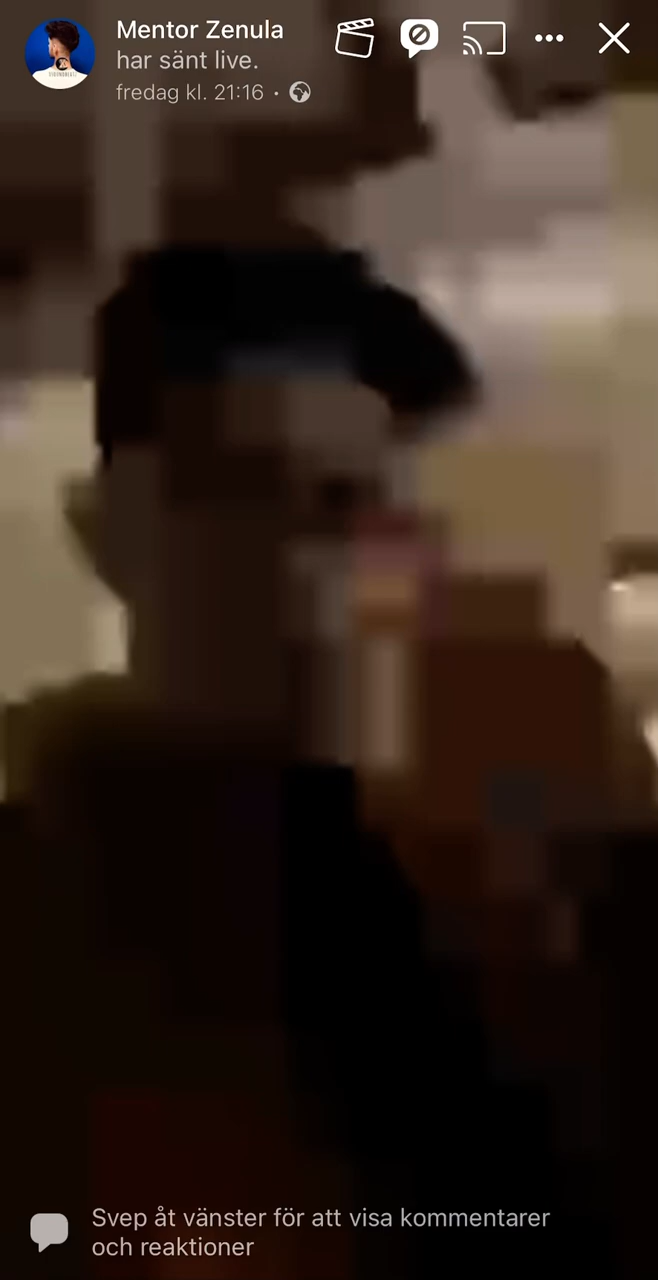 Mentor Zenula
har sänt live.
fredag kl. 21:16 ·
Svep åt vänster för att visa kommentarer
och reaktioner